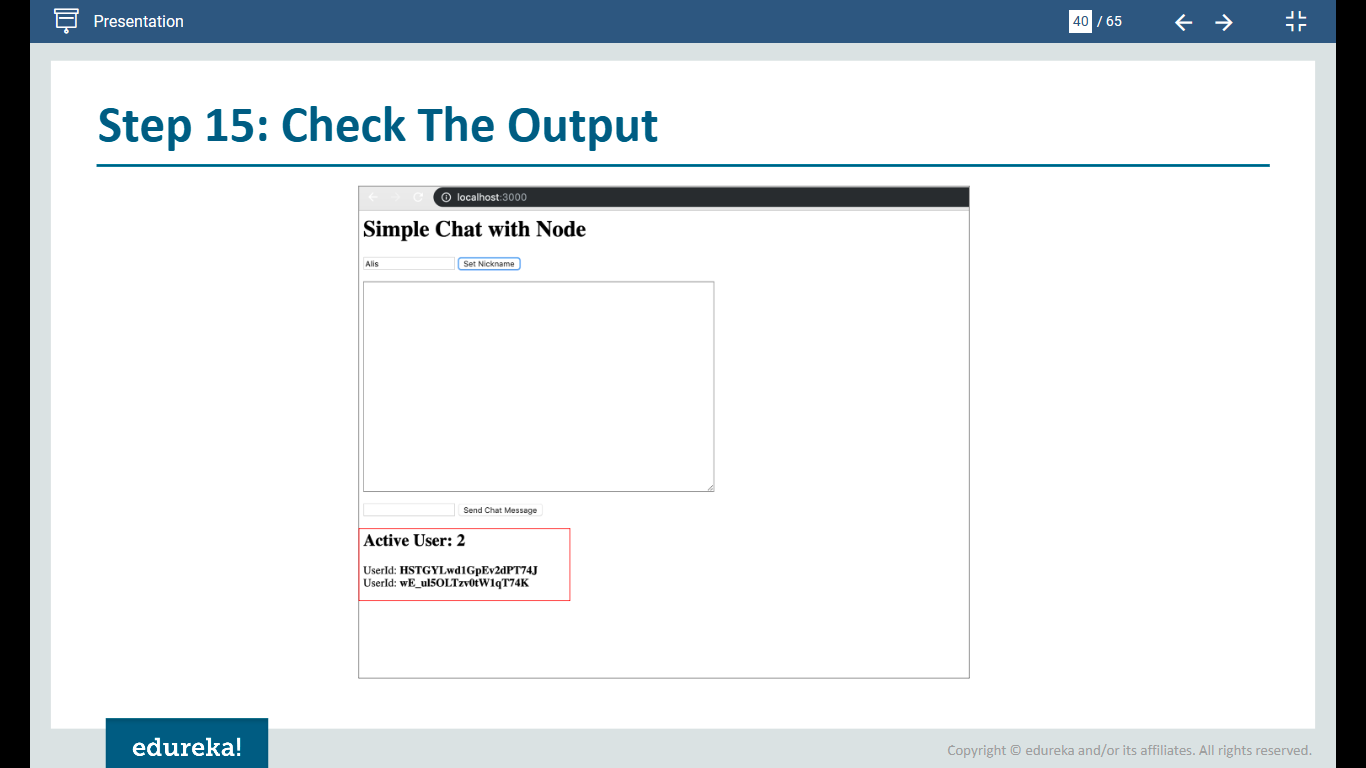 Presentation
40 / 65
Step 15: Check The Output
localhost:3000
Simple Chat with Node
Alis Set Nickname
Send Chat Message
Active User: 2
UserId: HSTGYLwd1GpEv2dPT74J
UserId: wE_ul5OLTzv0tW1qT74K
edureka!
Copyright © edureka and/or its affiliates. All rights reserved.